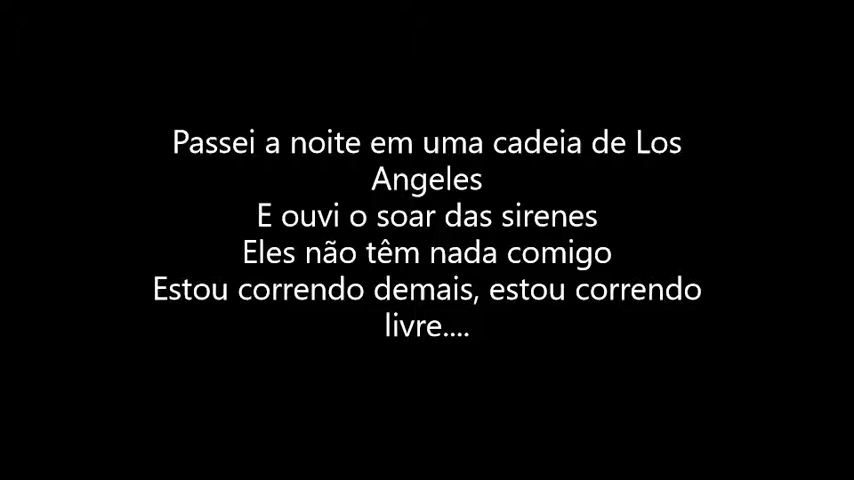 Passei a noite em uma cadeia de Los
Angeles
E ouvi o soar das sirenes
Eles não têm nada comigo
Estou correndo demais, estou correndo
livre....